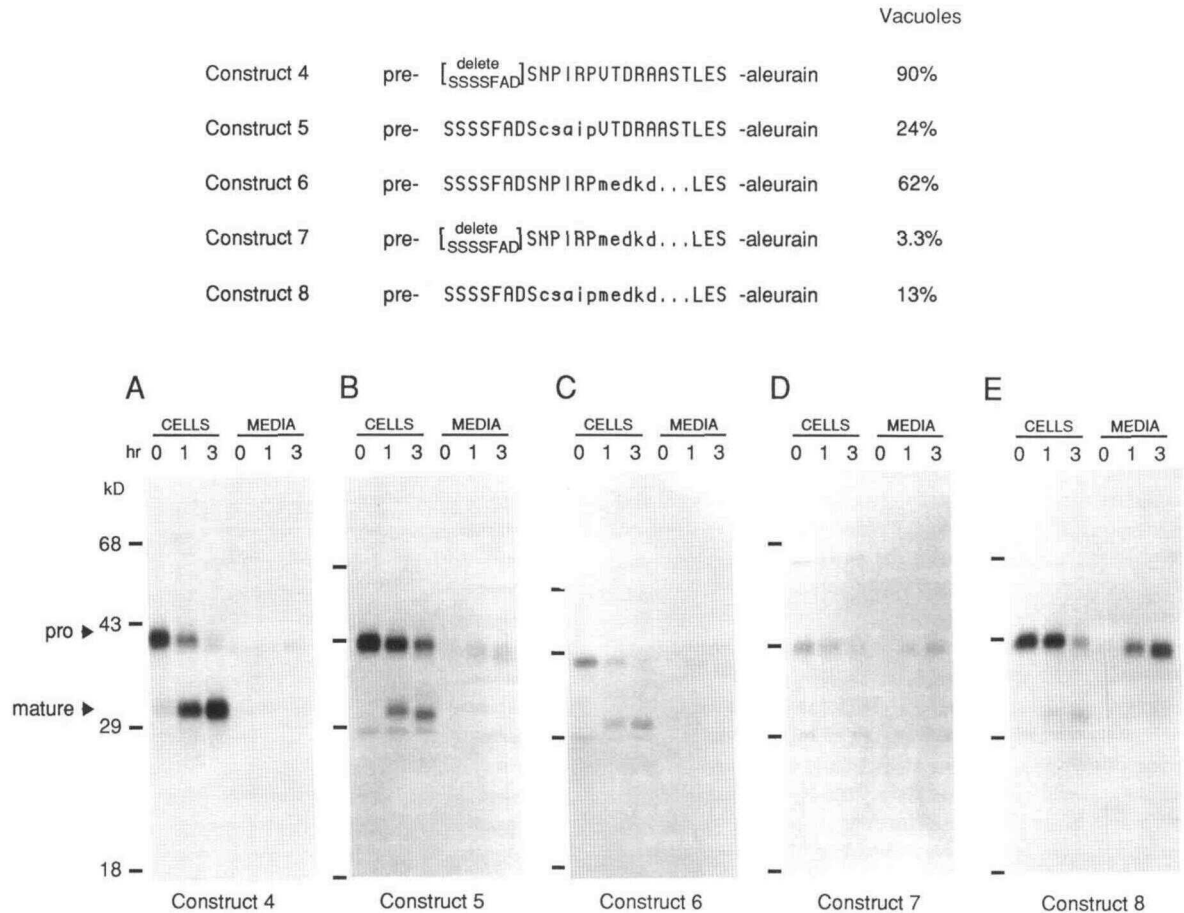 Vacuoles
Construct 4 pre- [delete SSSSFAD]SNPIRPVTDRAASTLES -aleurain 90%
Construct 5 pre- SSSSFADScsaipVTDRAASTLES -aleurain 24%
Construct 6 pre- SSSSFADSNPIRPmedkd...LES -aleurain 62%
Construct 7 pre- [delete SSSSFAD]SNPIRPmedkd...LES -aleurain 3.3%
Construct 8 pre- SSSSFADScsaipmedkd...LES -aleurain 13%
A B C D E
CELLS MEDIA CELLS MEDIA CELLS MEDIA CELLS MEDIA CELLS MEDIA
hr 0 1 3 0 1 3 0 1 3 0 1 3 0 1 3 0 1 3 0 1 3 0 1 3 0 1 3 0 1 3
kD
68
43
pro
mature
29
18
Construct 4 Construct 5 Construct 6 Construct 7 Construct 8